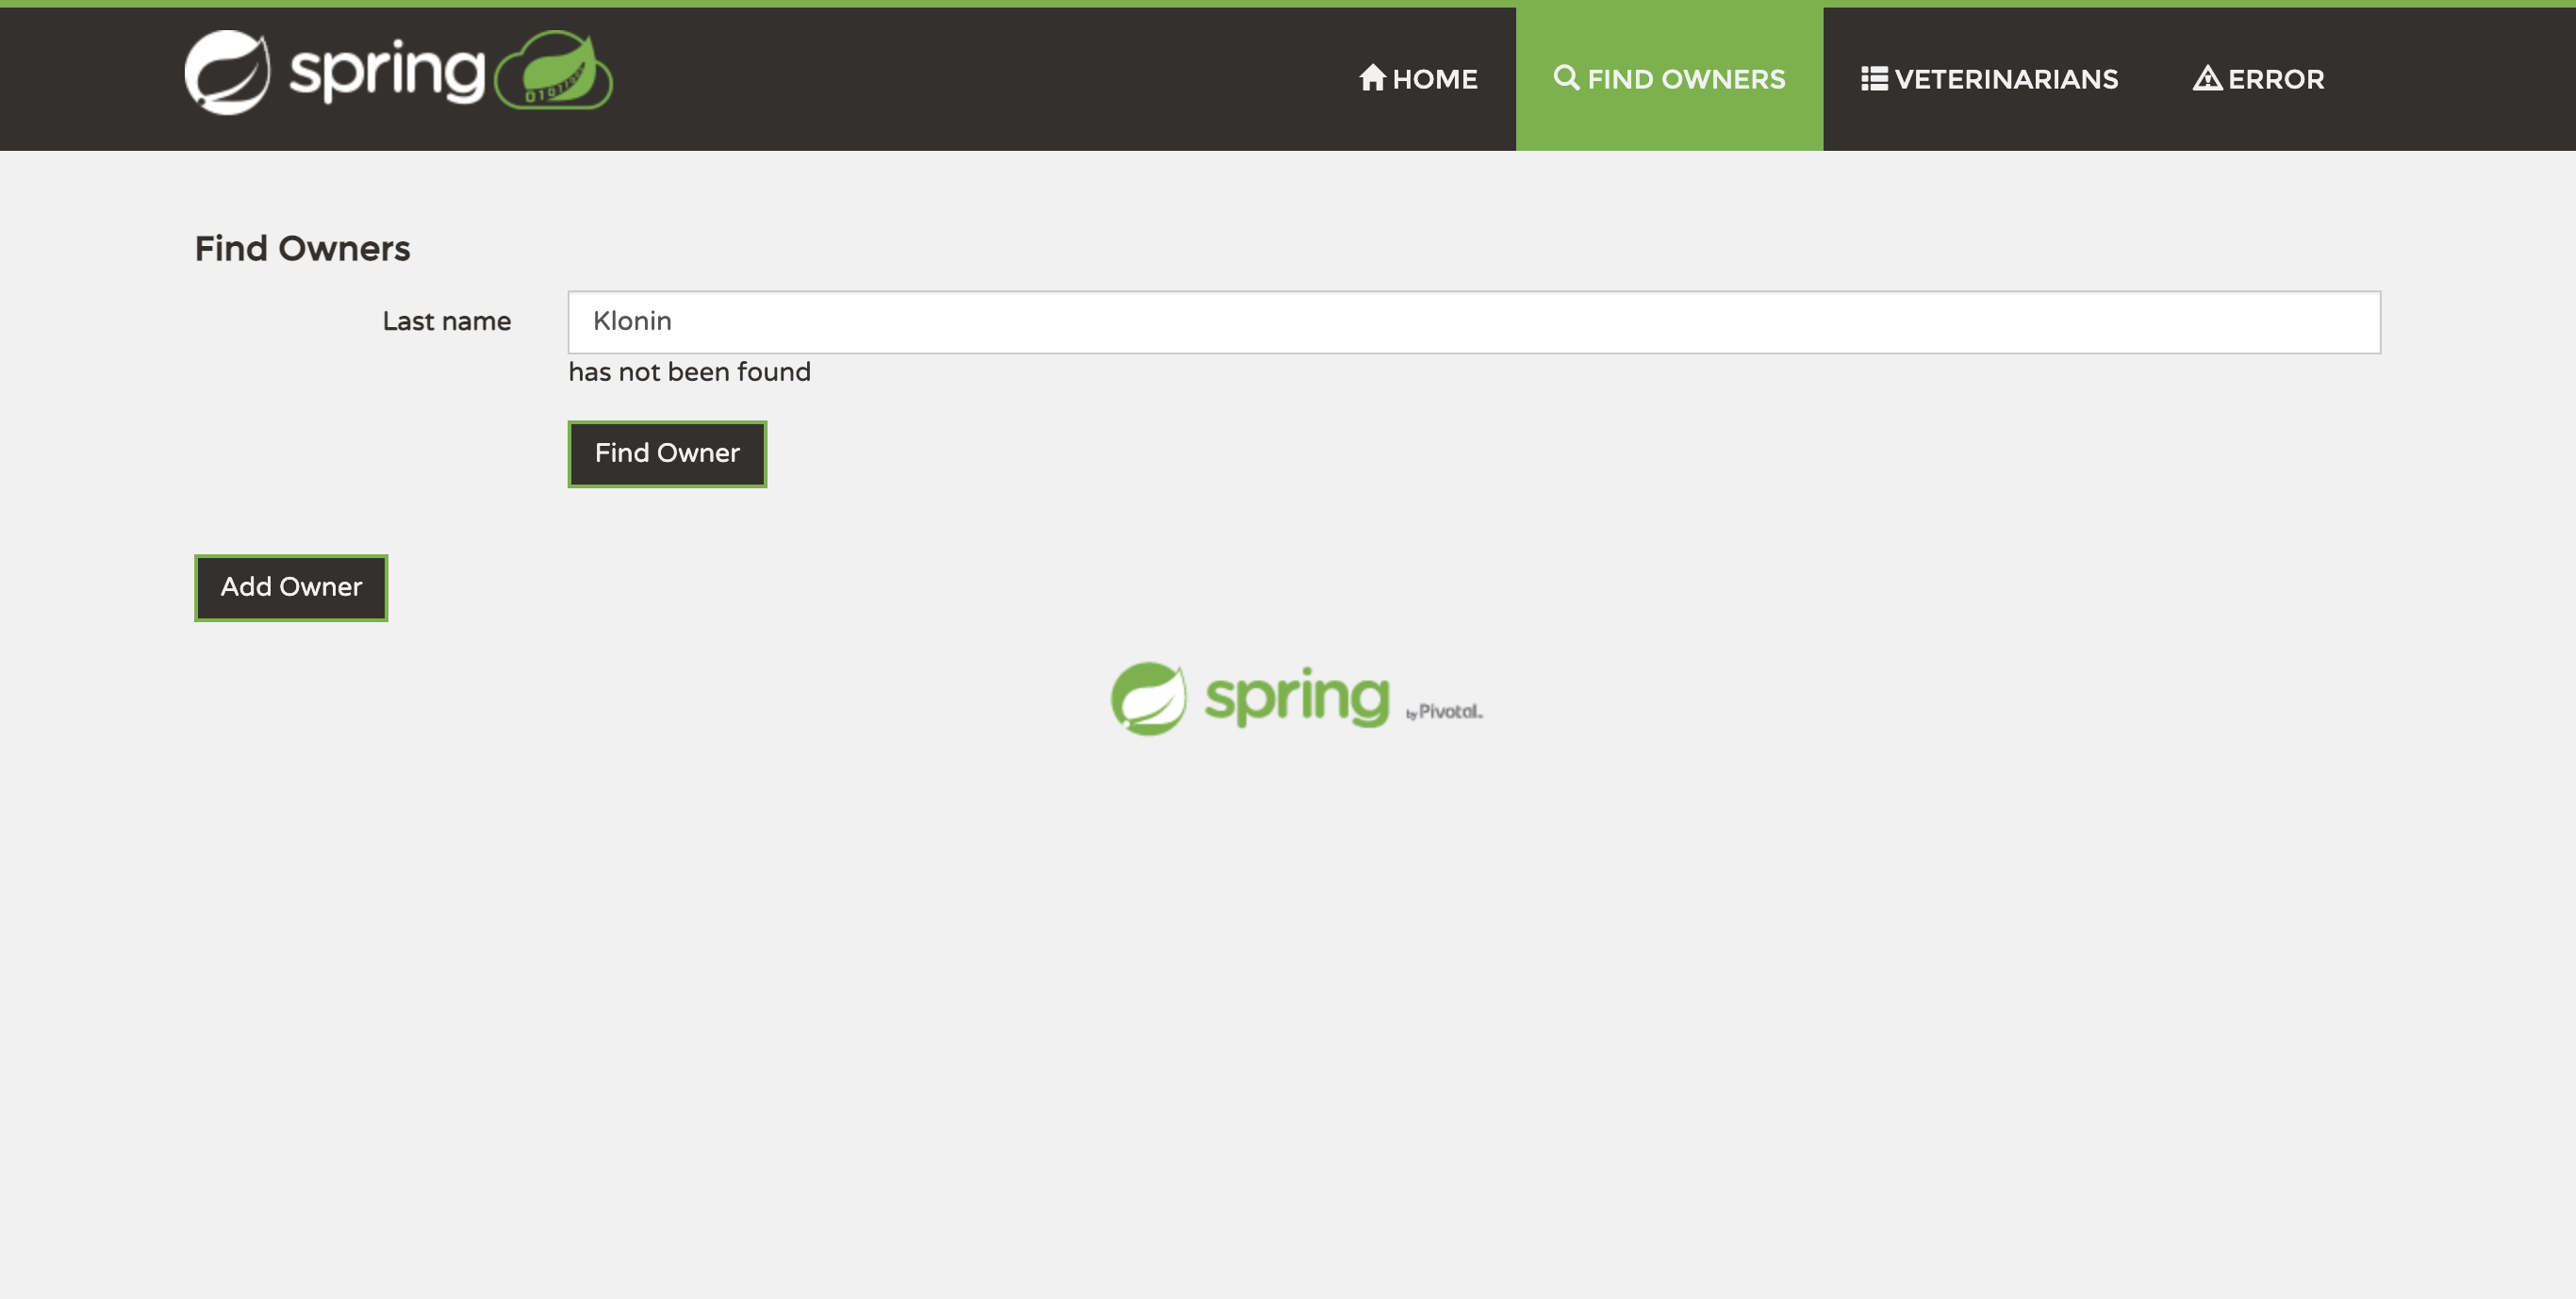 spring 01011101
HOME FIND OWNERS VETERINARIANS ERROR
Find Owners
Last name Klonin
has not been found
Find Owner
Add Owner
spring by Pivotal.